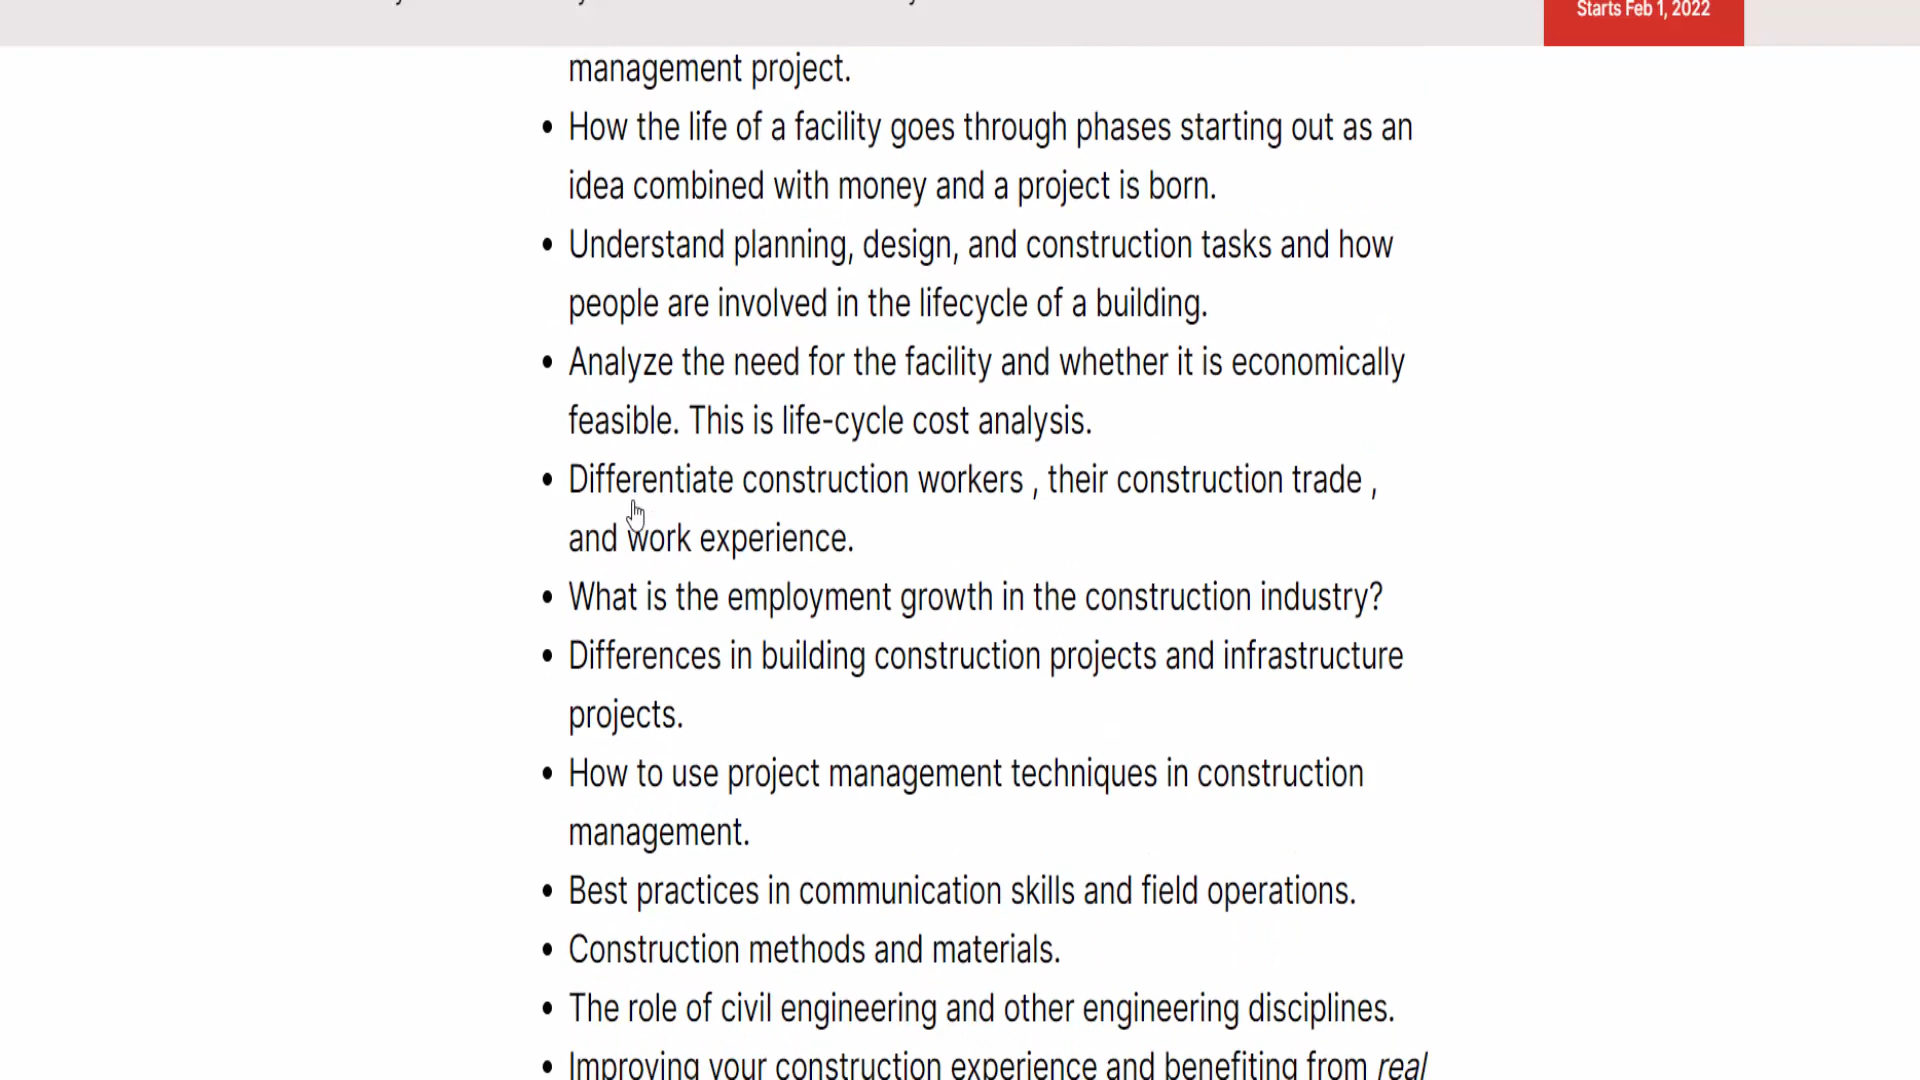 Starts Feb 1, 2022
management project.
• How the life of a facility goes through phases starting out as an
idea combined with money and a project is born.
• Understand planning, design, and construction tasks and how
people are involved in the lifecycle of a building.
• Analyze the need for the facility and whether it is economically
feasible. This is life-cycle cost analysis.
• Differentiate construction workers , their construction trade ,
and work experience.
• What is the employment growth in the construction industry?
• Differences in building construction projects and infrastructure
projects.
• How to use project management techniques in construction
management.
• Best practices in communication skills and field operations.
• Construction methods and materials.
• The role of civil engineering and other engineering disciplines.
• Improving your construction experience and benefiting from real